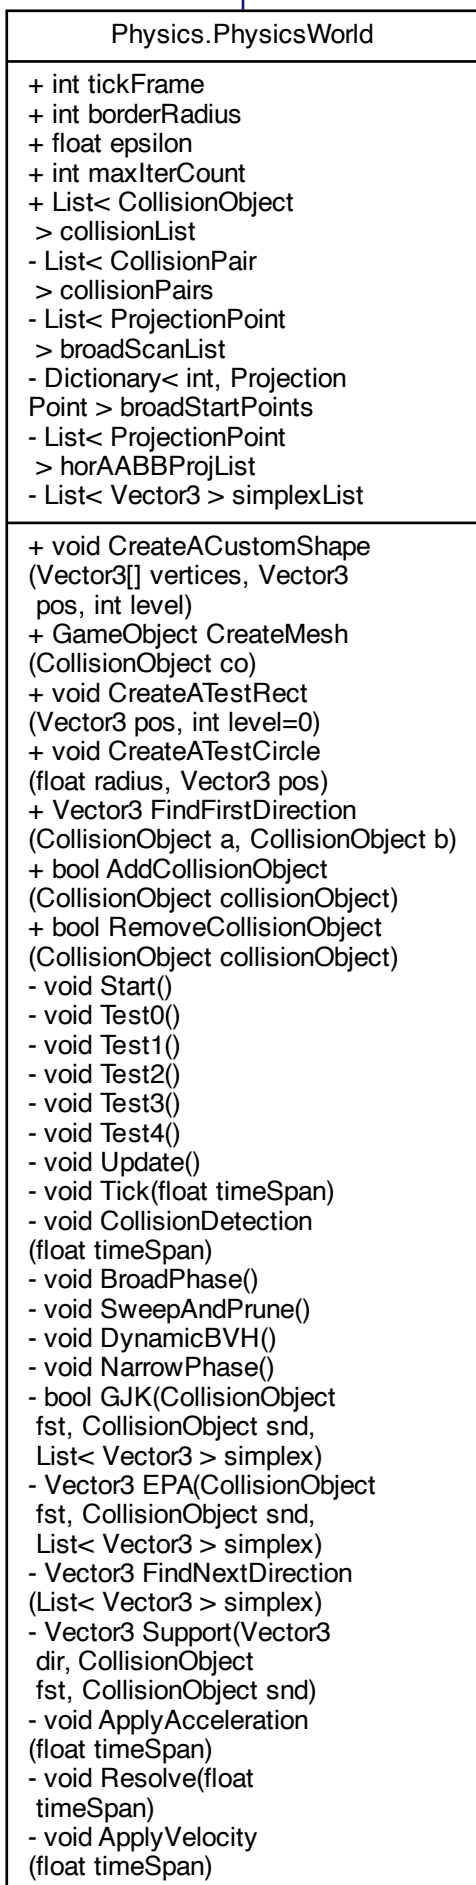 Physics.PhysicsWorld
+ int tickFrame
+ int borderRadius
+ float epsilon
+ int maxIterCount
+ List< CollisionObject
> collisionList
- List< CollisionPair
> collisionPairs
- List< ProjectionPoint
> broadScanList
- Dictionary< int, Projection
Point > broadStartPoints
- List< ProjectionPoint
> horAABBProjList
- List< Vector3 > simplexList
+ void CreateACustomShape
(Vector3[] vertices, Vector3
pos, int level)
+ GameObject CreateMesh
(CollisionObject co)
+ void CreateATestRect
(Vector3 pos, int level=0)
+ void CreateATestCircle
(float radius, Vector3 pos)
+ Vector3 FindFirstDirection
(CollisionObject a, CollisionObject b)
+ bool AddCollisionObject
(CollisionObject collisionObject)
+ bool RemoveCollisionObject
(CollisionObject collisionObject)
- void Start()
- void Test0()
- void Test1()
- void Test2()
- void Test3()
- void Test4()
- void Update()
- void Tick(float timeSpan)
- void CollisionDetection
(float timeSpan)
- void BroadPhase()
- void SweepAndPrune()
- void DynamicBVH()
- void NarrowPhase()
- bool GJK(CollisionObject
fst, CollisionObject snd,
List< Vector3 > simplex)
- Vector3 EPA(CollisionObject
fst, CollisionObject snd,
List< Vector3 > simplex)
- Vector3 FindNextDirection
(List< Vector3 > simplex)
- Vector3 Support(Vector3
dir, CollisionObject
fst, CollisionObject snd)
- void ApplyAcceleration
(float timeSpan)
- void Resolve(float
timeSpan)
- void ApplyVelocity
(float timeSpan)